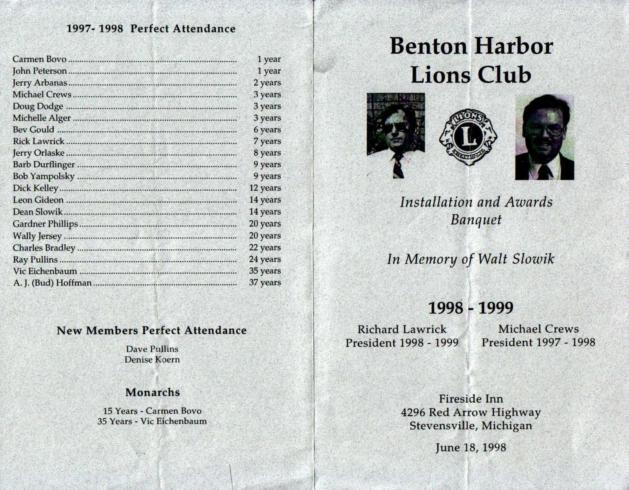 1997- 1998 Perfect Attendance
Carmen Bovo ........ 1 year
John Peterson ........ 1 year
Jerry Arbanas ........ 2 years
Michael Crews ........ 3 years
Doug Dodge ........ 3 years
Michelle Alger ........ 3 years
Bev Gould ........ 6 years
Rick Lawrick ........ 7 years
Jerry Orlaske ........ 8 years
Barb Durflinger ........ 9 years
Bob Yampolsky ........ 9 years
Dick Kelley ........ 12 years
Leon Gideon ........ 14 years
Dean Slowik ........ 14 years
Gardner Phillips ........ 20 years
Wally Jersey ........ 20 years
Charles Bradley ........ 22 years
Ray Pullins ........ 24 years
Vic Eichenbaum ........ 35 years
A. J. (Bud) Hoffman ........ 37 years
New Members Perfect Attendance
Dave Pullins
Denise Koern
Monarchs
15 Years - Carmen Bovo
35 Years - Vic Eichenbaum
Benton Harbor
Lions Club
LIONS
L
INTERNATIONAL
Installation and Awards
Banquet
In Memory of Walt Slowik
1998 - 1999
Richard Lawrick Michael Crews
President 1998 - 1999 President 1997 - 1998
Fireside Inn
4296 Red Arrow Highway
Stevensville, Michigan
June 18, 1998